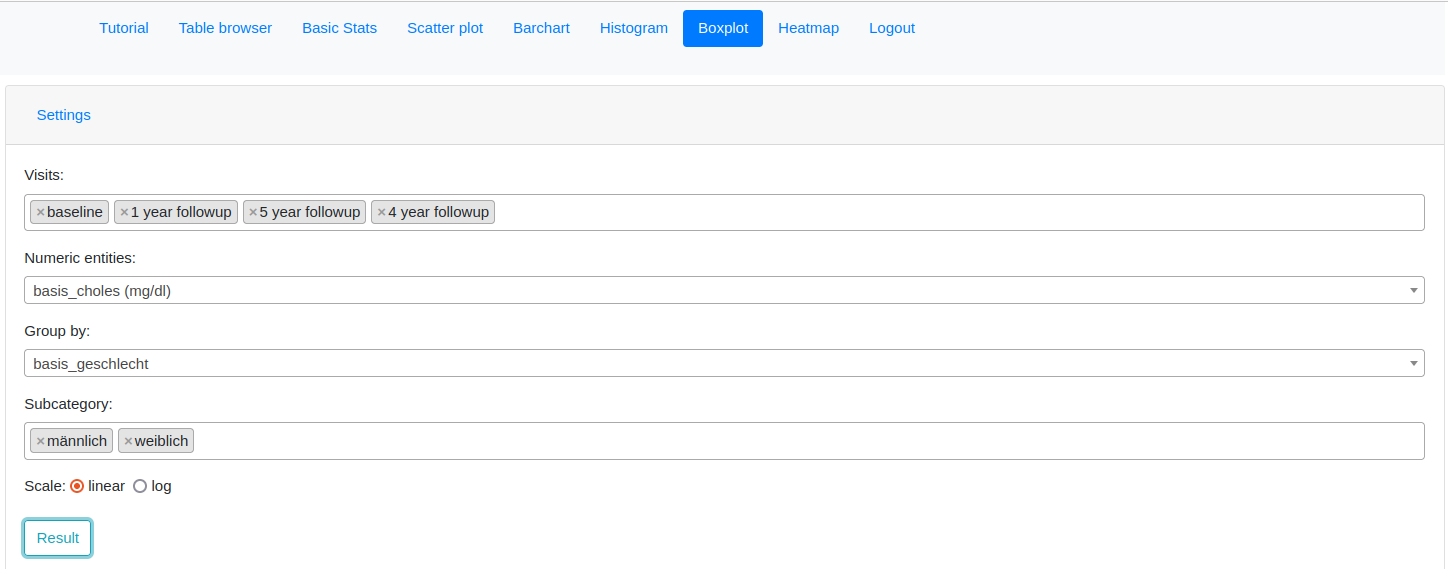 Tutorial Table browser Basic Stats Scatter plot Barchart Histogram Boxplot Heatmap Logout
Settings
Visits:
×baseline ×1 year followup ×5 year followup ×4 year followup
Numeric entities:
basis_choles (mg/dl)
Group by:
basis_geschlecht
Subcategory:
×männlich ×weiblich
Scale: linear log
Result